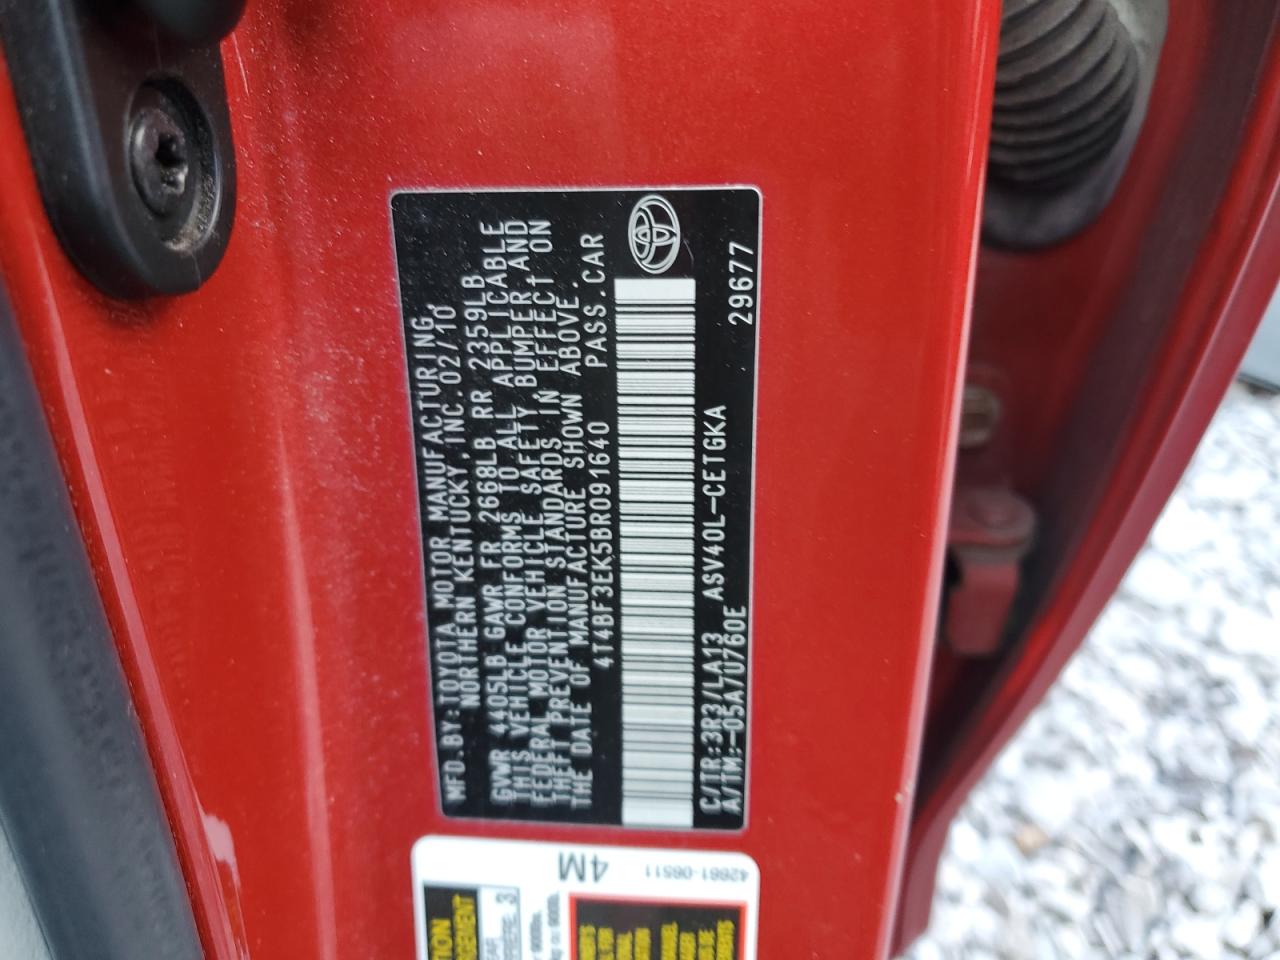 MFD.BY:TOYOTA MOTOR MANUFACTURING,
NORTHERN KENTUCKY,INC.02/10
GVWR 4405LB GAWR FR 2668LB RR 2359LB
THIS VEHICLE CONFORMS TO ALL APPLICABLE
FEDERAL MOTOR VEHICLE SAFETY,BUMPER,AND
THEFT PREVENTION STANDARDS IN EFFECT ON
THE DATE OF MANUFACTURE SHOWN ABOVE.
4T4BF3EK5BR091640 PASS.CAR
C/TR:3R3/LA13 ASV40L-CETGKA
A/TM:-05A/U760E 29677
4M
42661-06511
3